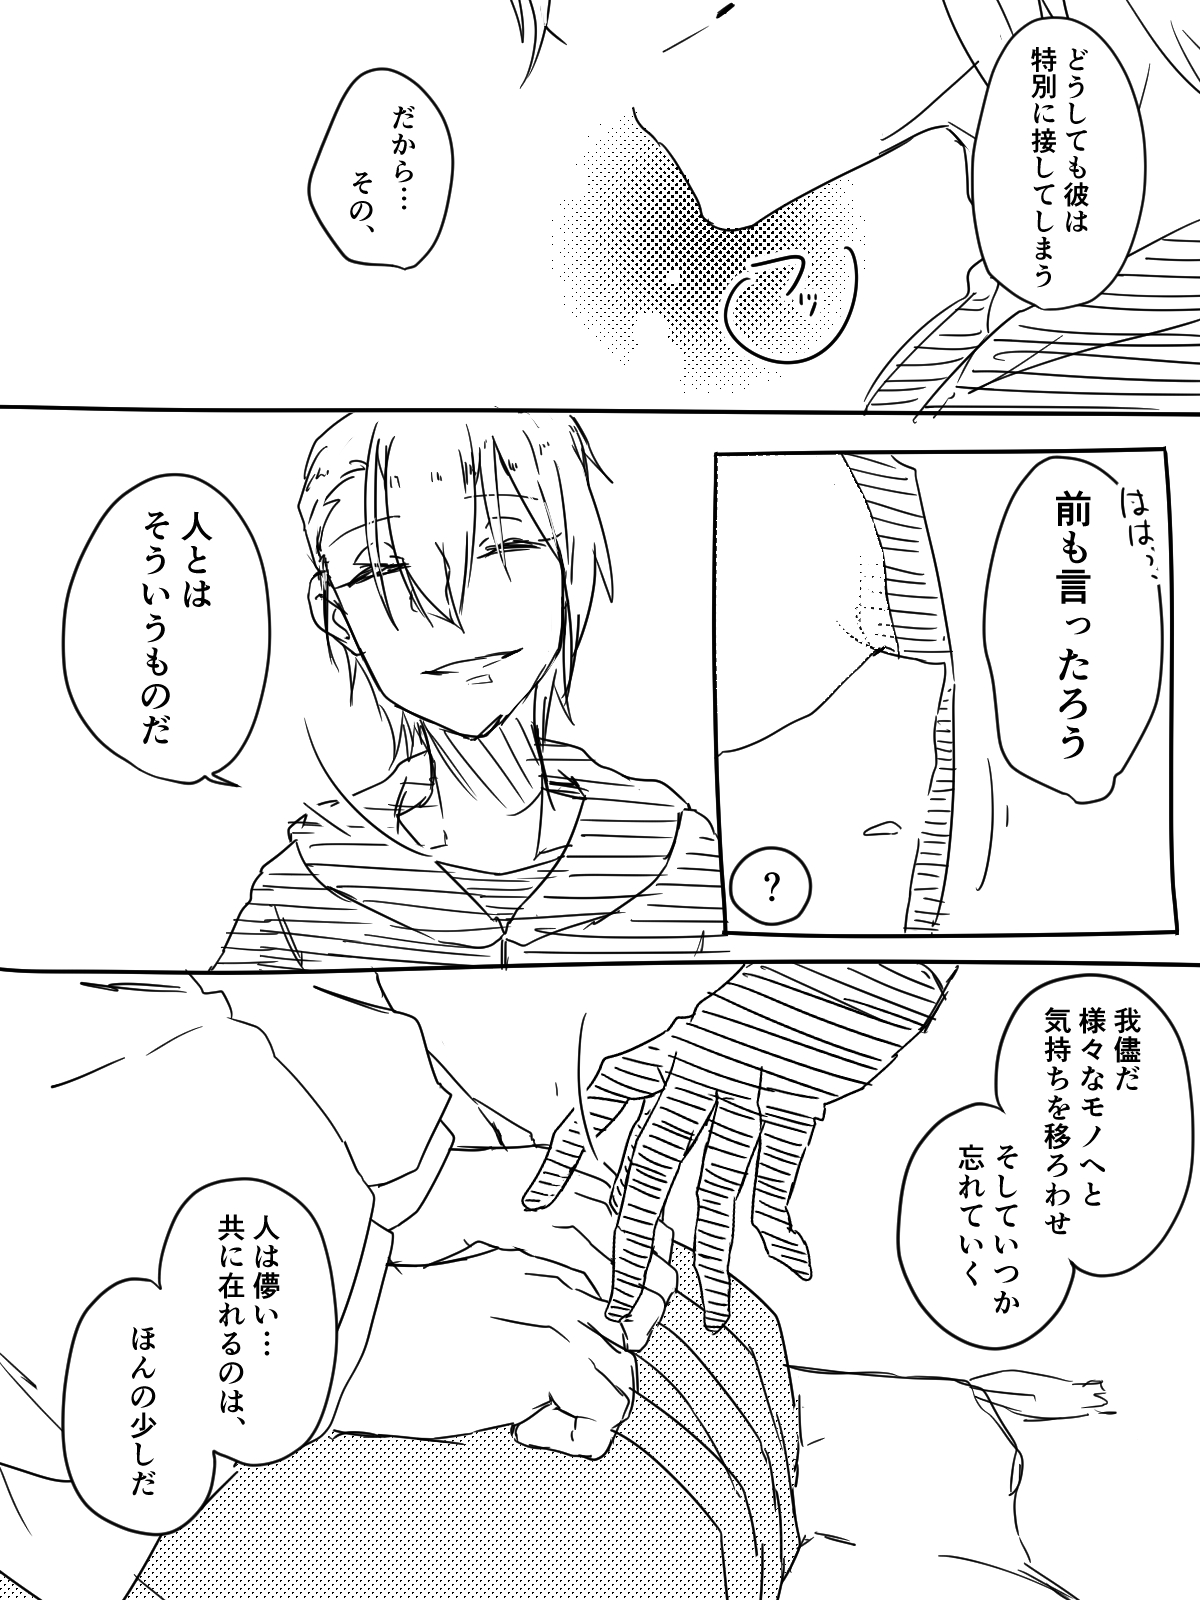 どうしても彼は
特別に接してしまう
フッ
だから…
その、
ははっ、
前も言ったろう
?
人とは
そういうものだ
我儘だ
様々なモノへと
気持ちを移ろわせ
そしていつか
忘れていく
人は儚い…
共に在れるのは、
ほんの少しだ